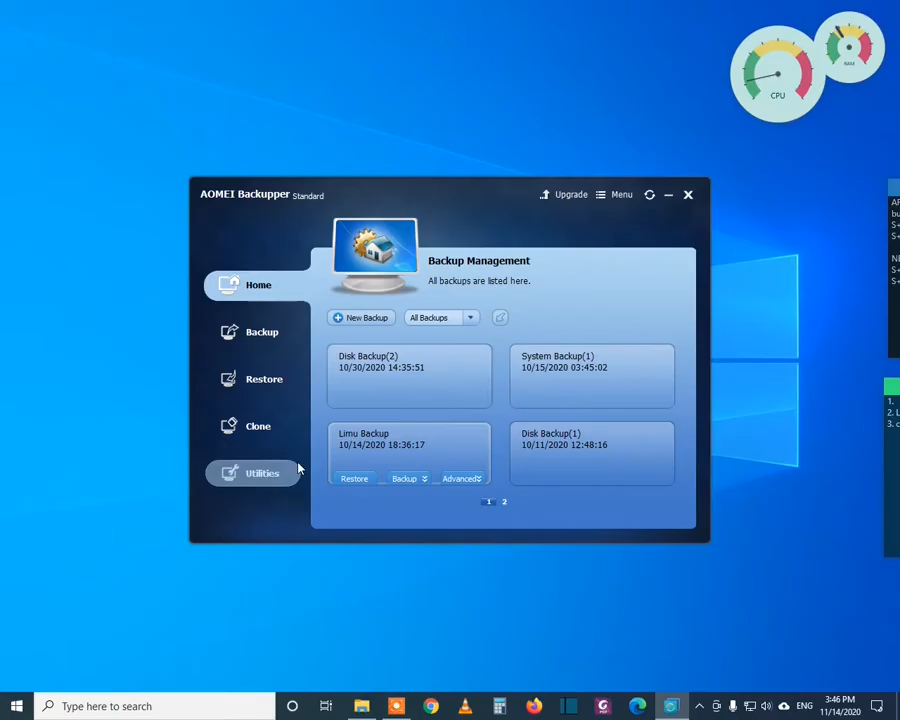 CPU
RAM
AOMEI Backupper Standard
Upgrade
Menu
Backup Management
All backups are listed here.
Home
New Backup
All Backups
Backup
Disk Backup(2)
10/30/2020 14:35:51
System Backup(1)
10/15/2020 03:45:02
Restore
Clone
Limu Backup
10/14/2020 18:36:17
Restore
Backup
Advanced
Disk Backup(1)
10/11/2020 12:48:16
Utilities
1 2
S+
S+
S+
S+
1.
2. L
3. c
Type here to search
ENG
3:46 PM
11/14/2020